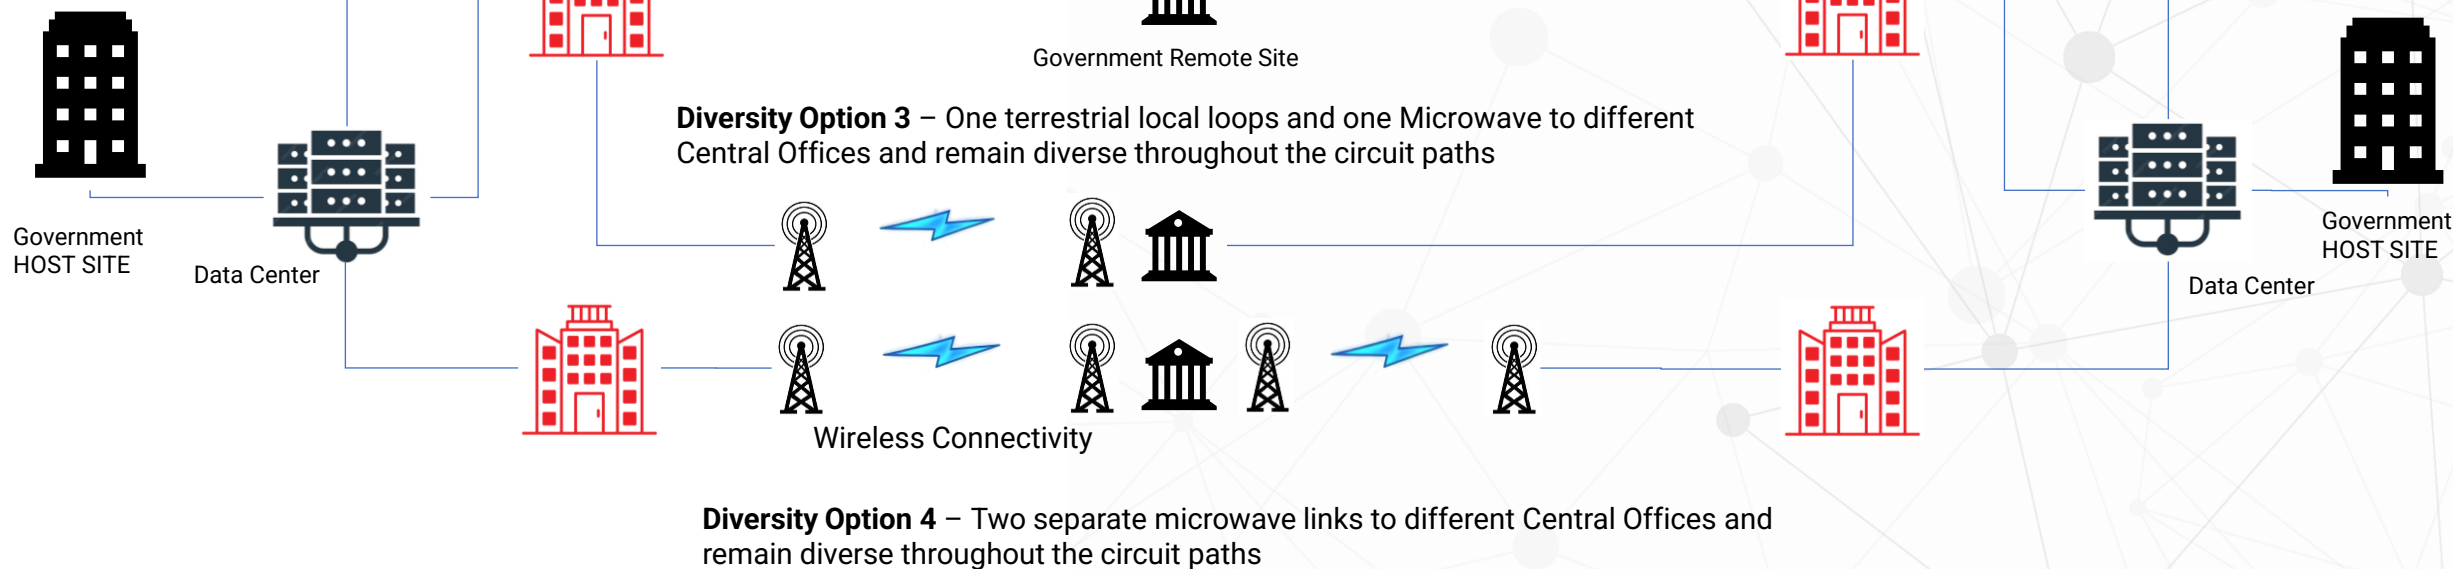 Government Remote Site
Diversity Option 3 – One terrestrial local loops and one Microwave to different
Central Offices and remain diverse throughout the circuit paths
Government
HOST SITE
Data Center
Government
HOST SITE
Data Center
Wireless Connectivity
Diversity Option 4 – Two separate microwave links to different Central Offices and
remain diverse throughout the circuit paths